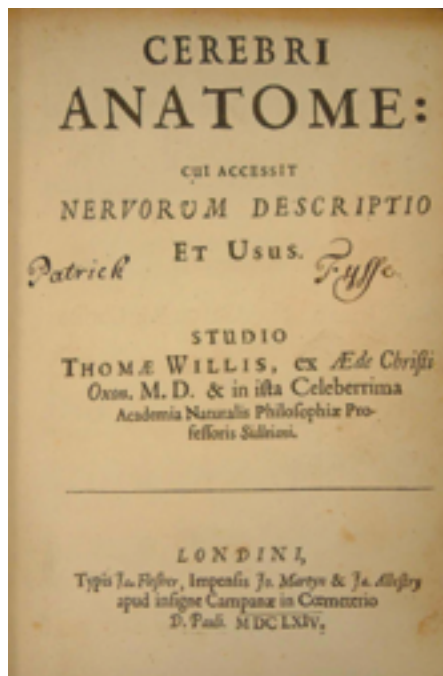 CEREBRI
ANATOME:
CUI ACCESSIT
NERVORUM DESCRIPTIO
ET USUS.
Patrick Fysse
STUDIO
THOMÆ WILLIS, ex Æde Christi
Oxon. M. D. & in ista Celeberrima
Academia Naturalis Philosophiæ Pro-
fessoris Sidleiani.
LONDINI,
Typis Ja. Flesher, Impensis Jo. Martyn & Ja. Allestry
apud insigne Campanæ in Cœmeterio
D. Pauli. MDCLXIV.